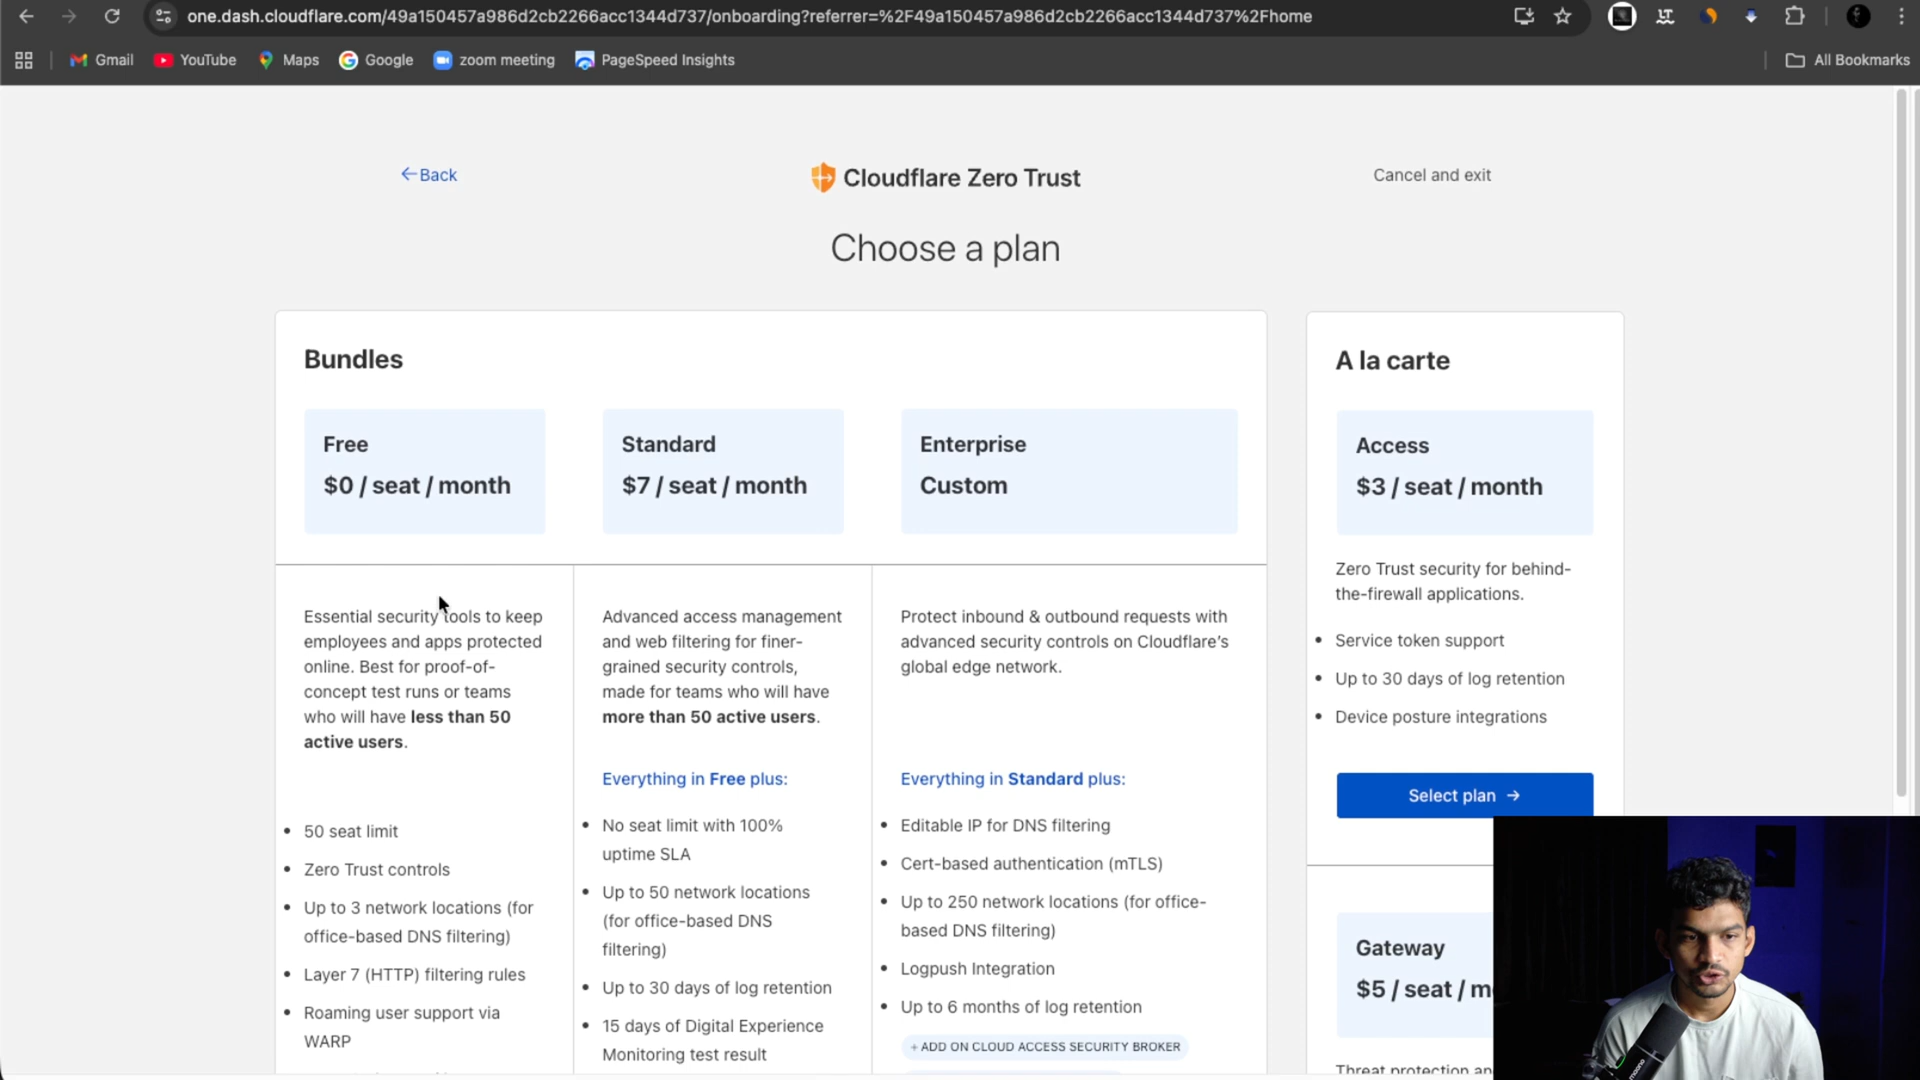 one.dash.cloudflare.com/49a150457a986d2cb2266acc1344d737/onboarding?referrer=%2F49a150457a986d2cb2266acc1344d737%2Fhome
Gmail
YouTube
Maps
Google
zoom meeting
PageSpeed Insights
All Bookmarks
Back
Cloudflare Zero Trust
Cancel and exit
Choose a plan
Bundles
Free
$0 / seat / month
Standard
$7 / seat / month
Enterprise
Custom
Essential security tools to keep
employees and apps protected
online. Best for proof-of-
concept test runs or teams
who will have less than 50
active users.
• 50 seat limit
• Zero Trust controls
• Up to 3 network locations (for
office-based DNS filtering)
• Layer 7 (HTTP) filtering rules
• Roaming user support via
WARP
Advanced access management
and web filtering for finer-
grained security controls,
made for teams who will have
more than 50 active users.
Everything in Free plus:
• No seat limit with 100%
uptime SLA
• Up to 50 network locations
(for office-based DNS
filtering)
• Up to 30 days of log retention
• 15 days of Digital Experience
Monitoring test result
Protect inbound & outbound requests with
advanced security controls on Cloudflare's
global edge network.
Everything in Standard plus:
• Editable IP for DNS filtering
• Cert-based authentication (mTLS)
• Up to 250 network locations (for office-
based DNS filtering)
• Logpush Integration
• Up to 6 months of log retention
+ ADD ON CLOUD ACCESS SECURITY BROKER
A la carte
Access
$3 / seat / month
Zero Trust security for behind-
the-firewall applications.
• Service token support
• Up to 30 days of log retention
• Device posture integrations
Select plan →
Gateway
$5 / seat / m
Threat protection an